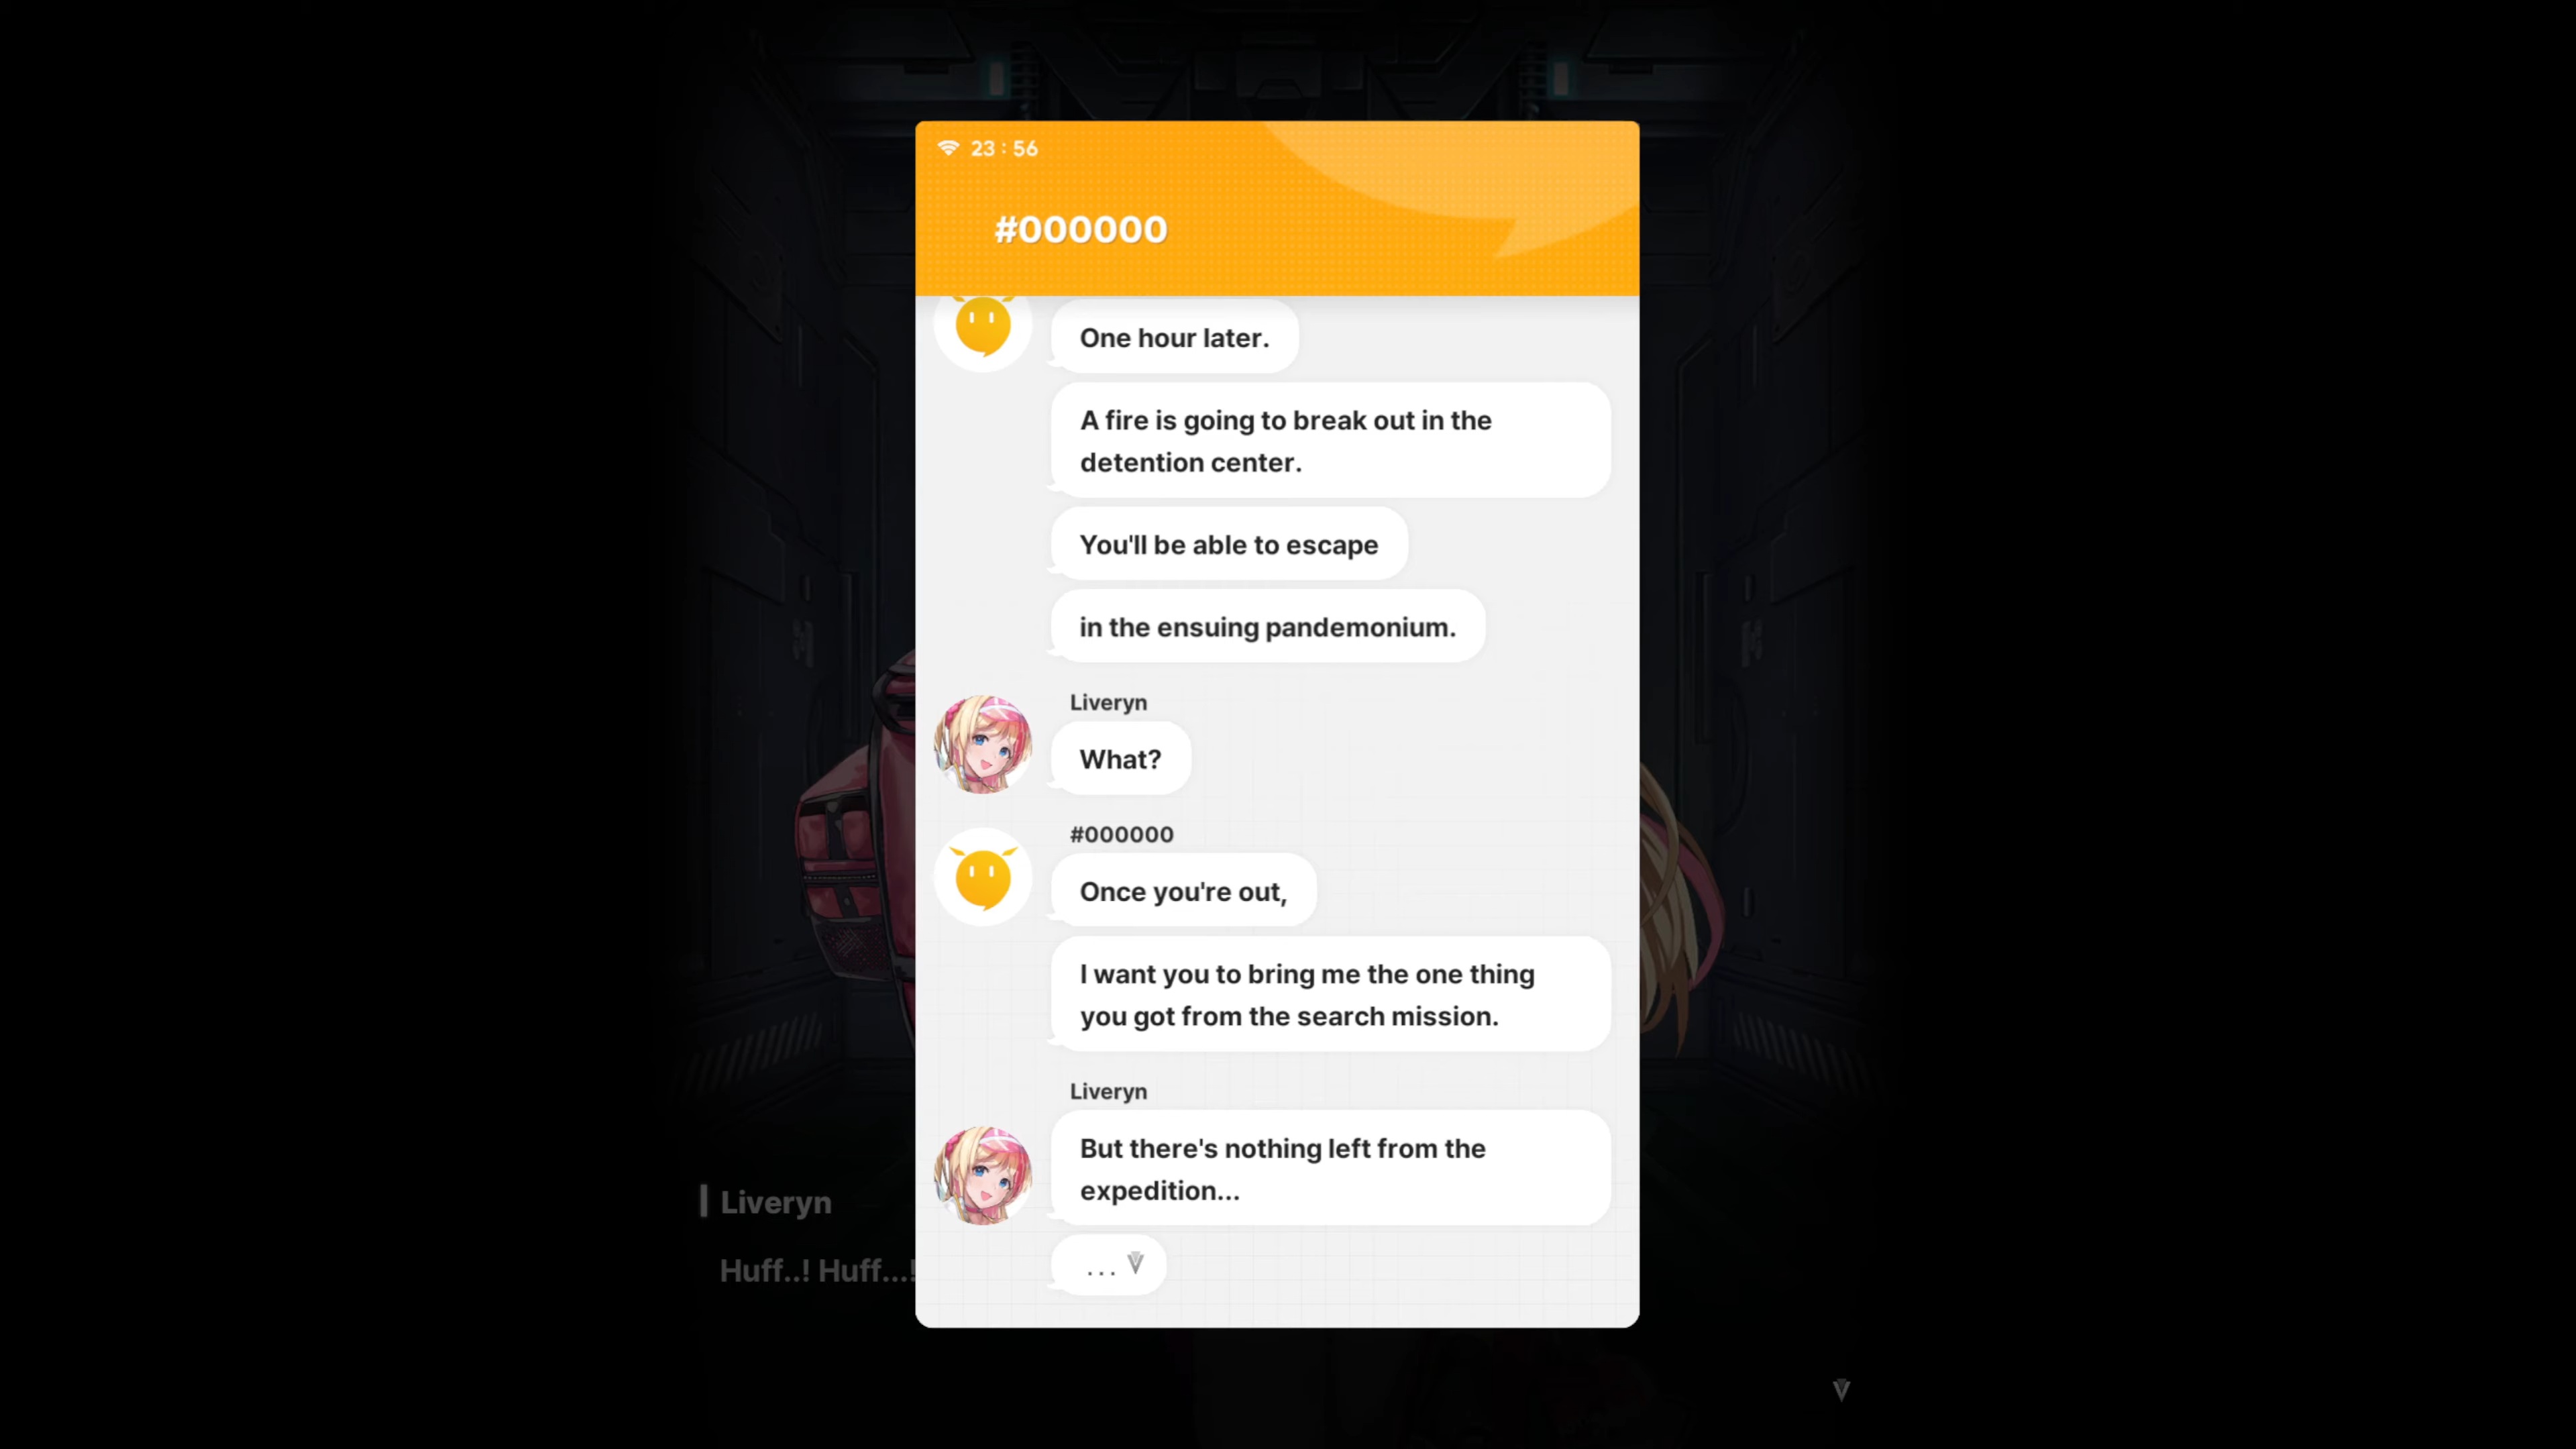 23 : 56
#000000
One hour later.
A fire is going to break out in the
detention center.
You'll be able to escape
in the ensuing pandemonium.
Liveryn
What?
#000000
Once you're out,
I want you to bring me the one thing
you got from the search mission.
Liveryn
But there's nothing left from the
expedition...
...
Liveryn
Huff..! Huff...!